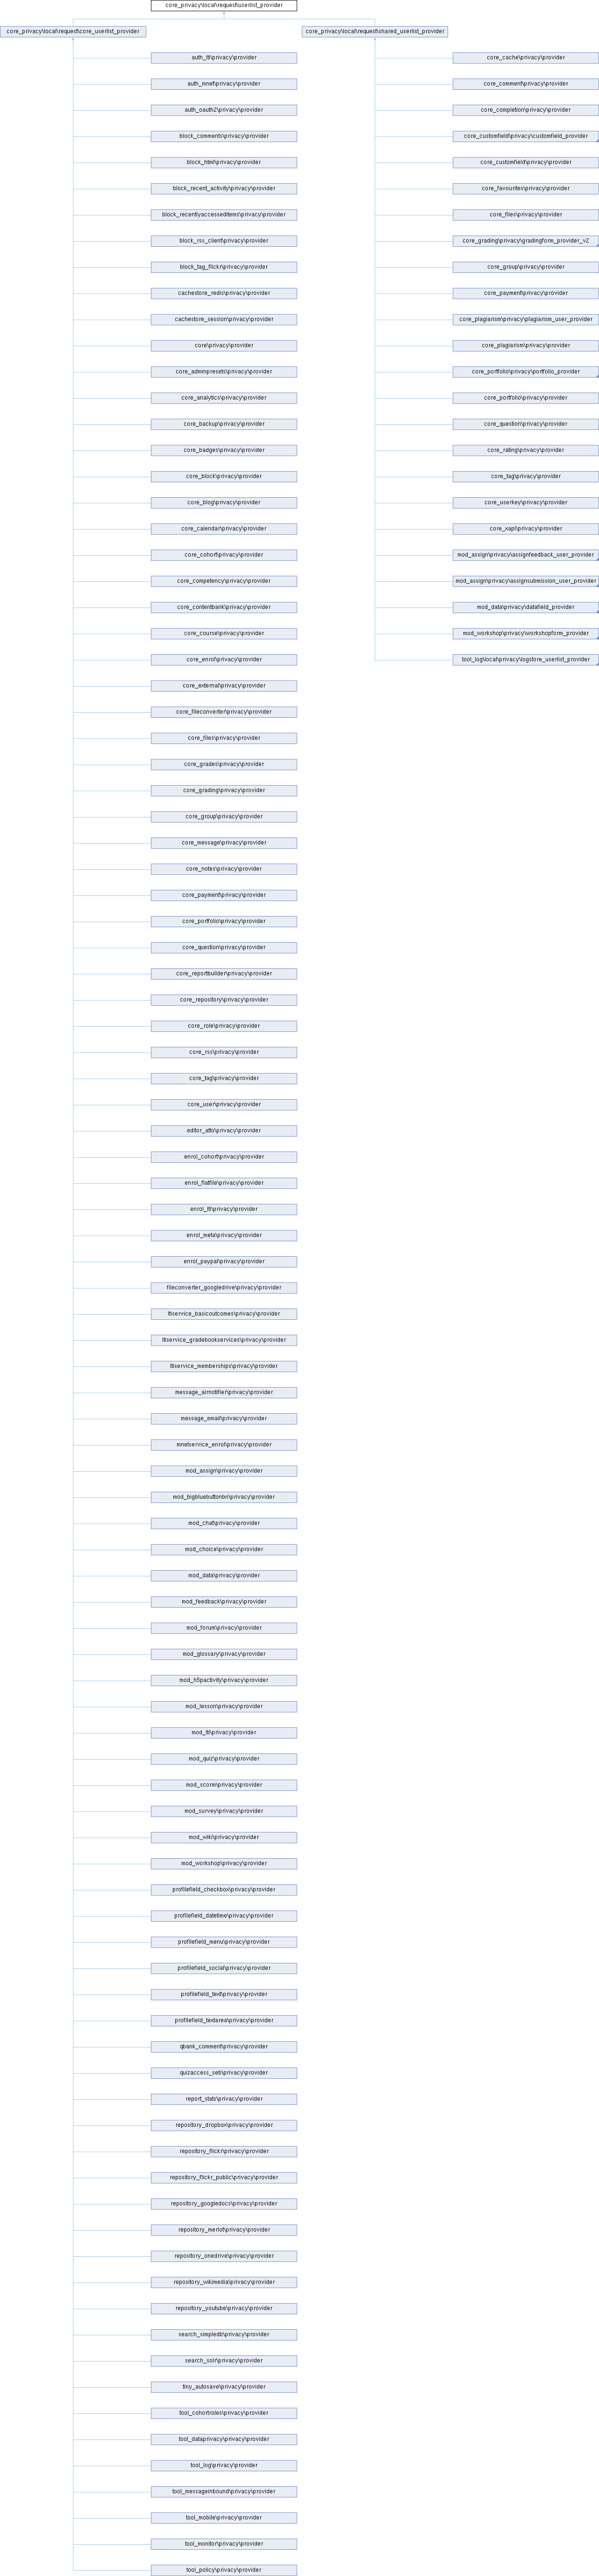 core_privacy\local\request\userlist_provider
core_privacy\local\request\core_userlist_provider
core_privacy\local\request\shared_userlist_provider
auth_lti\privacy\provider
auth_mnet\privacy\provider
auth_oauth2\privacy\provider
block_comments\privacy\provider
block_html\privacy\provider
block_recent_activity\privacy\provider
block_recentlyaccesseditems\privacy\provider
block_rss_client\privacy\provider
block_tag_flickr\privacy\provider
cachestore_redis\privacy\provider
cachestore_session\privacy\provider
core\privacy\provider
core_adminpresets\privacy\provider
core_analytics\privacy\provider
core_backup\privacy\provider
core_badges\privacy\provider
core_block\privacy\provider
core_blog\privacy\provider
core_calendar\privacy\provider
core_cohort\privacy\provider
core_competency\privacy\provider
core_contentbank\privacy\provider
core_course\privacy\provider
core_enrol\privacy\provider
core_external\privacy\provider
core_fileconverter\privacy\provider
core_files\privacy\provider
core_grades\privacy\provider
core_grading\privacy\provider
core_group\privacy\provider
core_message\privacy\provider
core_notes\privacy\provider
core_payment\privacy\provider
core_portfolio\privacy\provider
core_question\privacy\provider
core_reportbuilder\privacy\provider
core_repository\privacy\provider
core_role\privacy\provider
core_rss\privacy\provider
core_tag\privacy\provider
core_user\privacy\provider
editor_atto\privacy\provider
enrol_cohort\privacy\provider
enrol_flatfile\privacy\provider
enrol_lti\privacy\provider
enrol_meta\privacy\provider
enrol_paypal\privacy\provider
fileconverter_googledrive\privacy\provider
ltiservice_basicoutcomes\privacy\provider
ltiservice_gradebookservices\privacy\provider
ltiservice_memberships\privacy\provider
message_airnotifier\privacy\provider
message_email\privacy\provider
mnetservice_enrol\privacy\provider
mod_assign\privacy\provider
mod_bigbluebuttonbn\privacy\provider
mod_chat\privacy\provider
mod_choice\privacy\provider
mod_data\privacy\provider
mod_feedback\privacy\provider
mod_forum\privacy\provider
mod_glossary\privacy\provider
mod_h5pactivity\privacy\provider
mod_lesson\privacy\provider
mod_lti\privacy\provider
mod_quiz\privacy\provider
mod_scorm\privacy\provider
mod_survey\privacy\provider
mod_wiki\privacy\provider
mod_workshop\privacy\provider
profilefield_checkbox\privacy\provider
profilefield_datetime\privacy\provider
profilefield_menu\privacy\provider
profilefield_social\privacy\provider
profilefield_text\privacy\provider
profilefield_textarea\privacy\provider
qbank_comment\privacy\provider
quizaccess_seb\privacy\provider
report_stats\privacy\provider
repository_dropbox\privacy\provider
repository_flickr\privacy\provider
repository_flickr_public\privacy\provider
repository_googledocs\privacy\provider
repository_merlot\privacy\provider
repository_onedrive\privacy\provider
repository_wikimedia\privacy\provider
repository_youtube\privacy\provider
search_simpledb\privacy\provider
search_solr\privacy\provider
tiny_autosave\privacy\provider
tool_cohortroles\privacy\provider
tool_dataprivacy\privacy\provider
tool_log\privacy\provider
tool_messageinbound\privacy\provider
tool_mobile\privacy\provider
tool_monitor\privacy\provider
tool_policy\privacy\provider
core_cache\privacy\provider
core_comment\privacy\provider
core_completion\privacy\provider
core_customfield\privacy\customfield_provider
core_customfield\privacy\provider
core_favourites\privacy\provider
core_files\privacy\provider
core_grading\privacy\gradingform_provider_v2
core_group\privacy\provider
core_payment\privacy\provider
core_plagiarism\privacy\plagiarism_user_provider
core_plagiarism\privacy\provider
core_portfolio\privacy\portfolio_provider
core_portfolio\privacy\provider
core_question\privacy\provider
core_rating\privacy\provider
core_tag\privacy\provider
core_userkey\privacy\provider
core_xapi\privacy\provider
mod_assign\privacy\assignfeedback_user_provider
mod_assign\privacy\assignsubmission_user_provider
mod_data\privacy\datafield_provider
mod_workshop\privacy\workshopform_provider
tool_log\local\privacy\logstore_userlist_provider